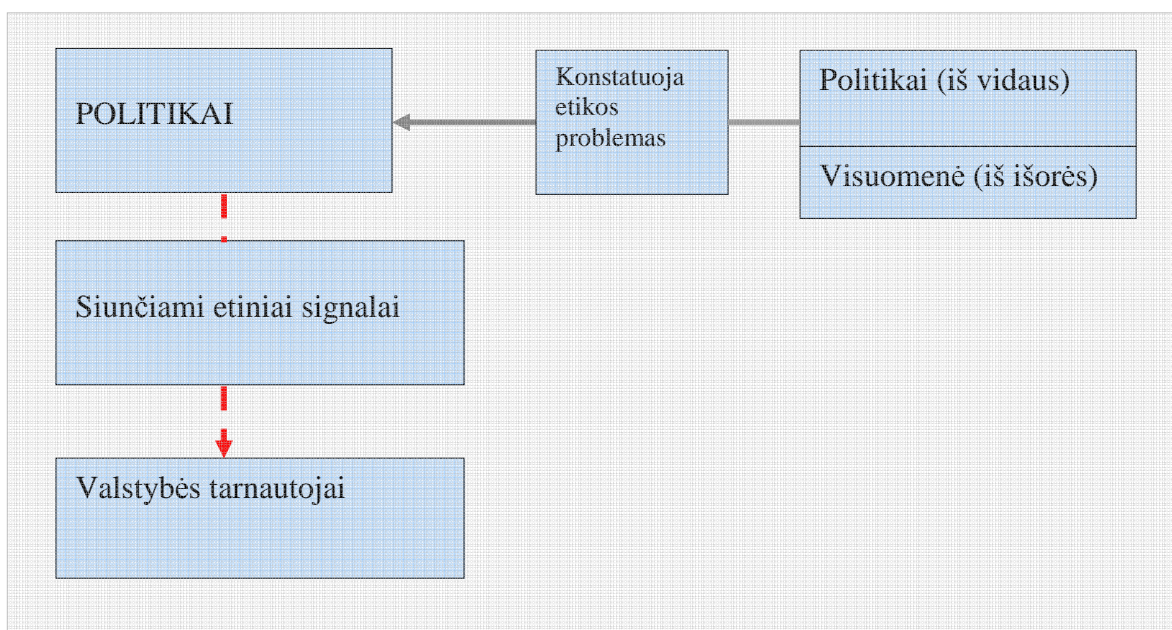 POLITIKAI
Konstatuoja
etikos
problemas
Politikai (iš vidaus)
Visuomenė (iš išorės)
Siunčiami etiniai signalai
Valstybės tarnautojai